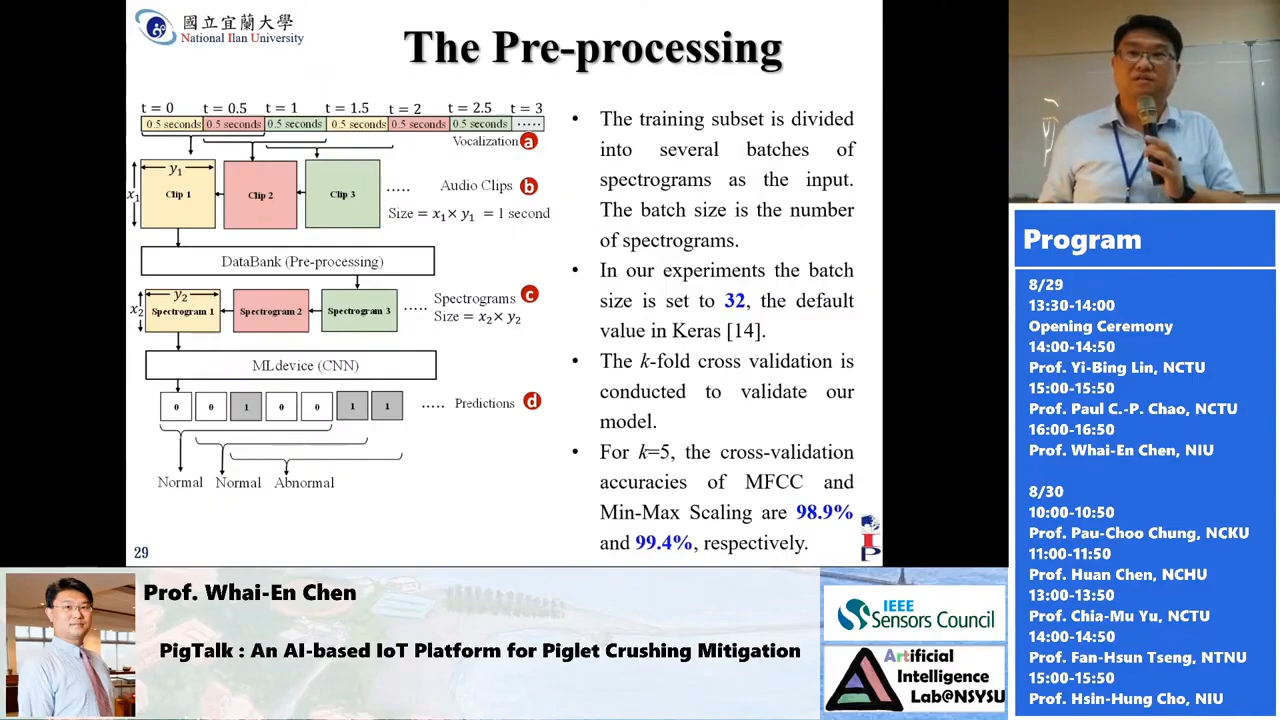 國立宜蘭大學
National Ilan University
The Pre-processing
t = 0 t = 0.5 t = 1 t = 1.5 t = 2 t = 2.5 t = 3
0.5 seconds 0.5 seconds 0.5 seconds 0.5 seconds 0.5 seconds 0.5 seconds .....
Vocalization a
y1
x1
Clip 1 Clip 2 Clip 3 ..... Audio Clips b
Size = x1× y1 = 1 second
DataBank (Pre-processing)
y2
x2
Spectrogram 1 Spectrogram 2 Spectrogram 3 ..... Spectrograms c
Size = x2× y2
MLdevice (CNN)
0 0 1 0 0 1 1 ..... Predictions d
Normal Normal Abnormal
• The training subset is divided
into several batches of
spectrograms as the input.
The batch size is the number
of spectrograms.
• In our experiments the batch
size is set to 32, the default
value in Keras [14].
• The k-fold cross validation is
conducted to validate our
model.
• For k=5, the cross-validation
accuracies of MFCC and
Min-Max Scaling are 98.9%
and 99.4%, respectively.
29
Program
8/29
13:30-14:00
Opening Ceremony
14:00-14:50
Prof. Yi-Bing Lin, NCTU
15:00-15:50
Prof. Paul C.-P. Chao, NCTU
16:00-16:50
Prof. Whai-En Chen, NIU
8/30
10:00-10:50
Prof. Pau-Choo Chung, NCKU
11:00-11:50
Prof. Huan Chen, NCHU
13:00-13:50
Prof. Chia-Mu Yu, NCTU
14:00-14:50
Prof. Fan-Hsun Tseng, NTNU
15:00-15:50
Prof. Hsin-Hung Cho, NIU
Prof. Whai-En Chen
PigTalk : An AI-based IoT Platform for Piglet Crushing Mitigation
IEEE
Sensors Council
Artificial
Intelligence
Lab@NSYSU